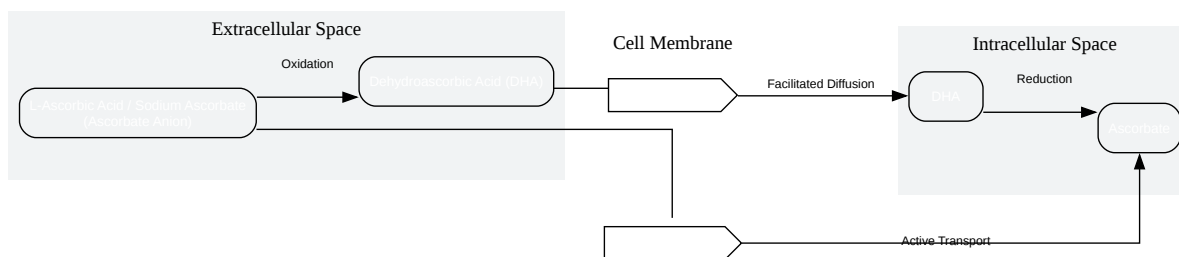 Extracellular Space
Cell Membrane
Intracellular Space
Oxidation
Dehydroascorbic Acid (DHA)
L-Ascorbic Acid / Sodium Ascorbate
(Ascorbate Anion)
Facilitated Diffusion
DHA
Reduction
Ascorbate
Active Transport